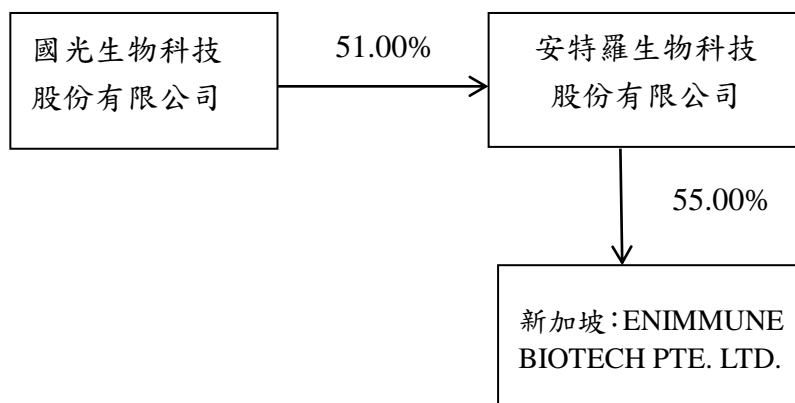 國光生物科技
股份有限公司
51.00%
安特羅生物科技
股份有限公司
55.00%
新加坡：ENIMMUNE
BIOTECH PTE. LTD.